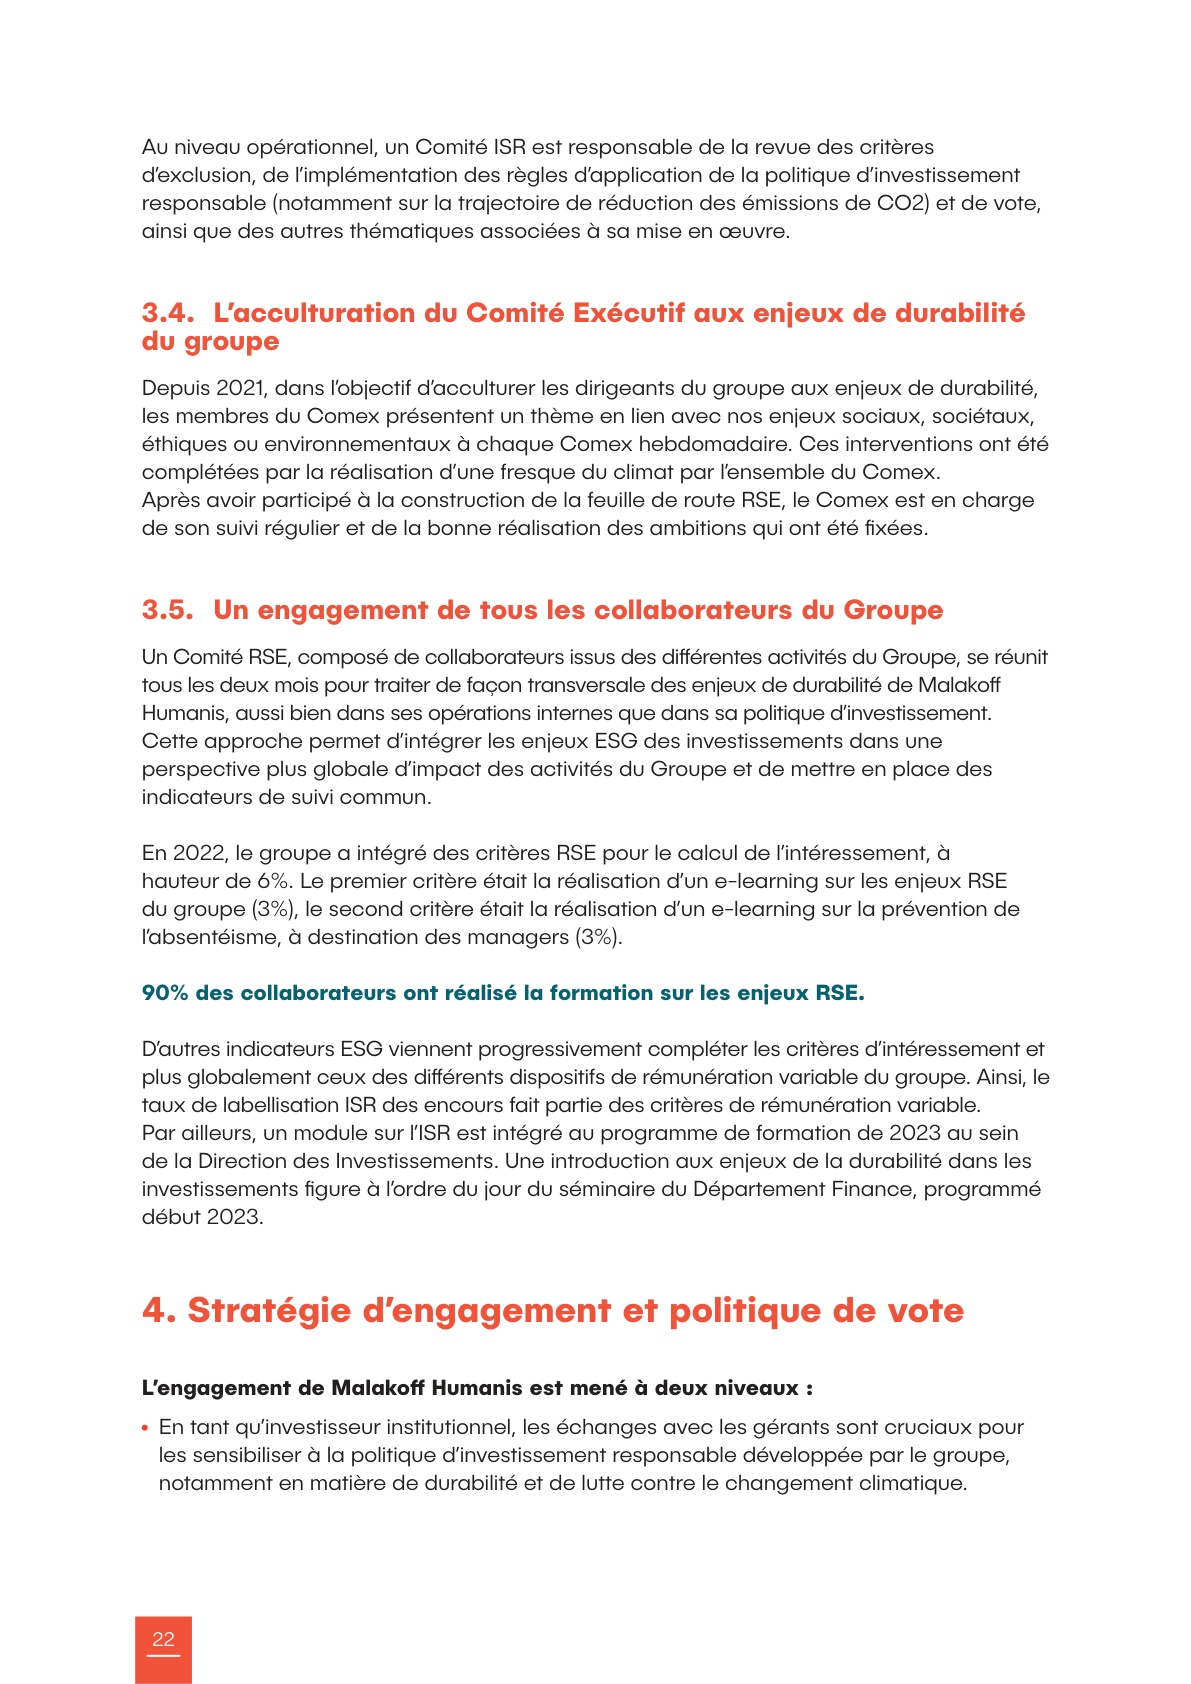 Au niveau opérationnel, un Comité ISR est responsable de la revue des critères
d’exclusion, de l’implémentation des règles d’application de la politique d’investissement
responsable (notamment sur la trajectoire de réduction des émissions de CO2) et de vote,
ainsi que des autres thématiques associées à sa mise en œuvre.
3.4. L’acculturation du Comité Exécutif aux enjeux de durabilité
du groupe
Depuis 2021, dans l’objectif d’acculturer les dirigeants du groupe aux enjeux de durabilité,
les membres du Comex présentent un thème en lien avec nos enjeux sociaux, sociétaux,
éthiques ou environnementaux à chaque Comex hebdomadaire. Ces interventions ont été
complétées par la réalisation d’une fresque du climat par l’ensemble du Comex.
Après avoir participé à la construction de la feuille de route RSE, le Comex est en charge
de son suivi régulier et de la bonne réalisation des ambitions qui ont été fixées.
3.5. Un engagement de tous les collaborateurs du Groupe
Un Comité RSE, composé de collaborateurs issus des différentes activités du Groupe, se réunit
tous les deux mois pour traiter de façon transversale des enjeux de durabilité de Malakoff
Humanis, aussi bien dans ses opérations internes que dans sa politique d’investissement.
Cette approche permet d’intégrer les enjeux ESG des investissements dans une
perspective plus globale d’impact des activités du Groupe et de mettre en place des
indicateurs de suivi commun.
En 2022, le groupe a intégré des critères RSE pour le calcul de l’intéressement, à
hauteur de 6%. Le premier critère était la réalisation d’un e-learning sur les enjeux RSE
du groupe (3%), le second critère était la réalisation d’un e-learning sur la prévention de
l’absentéisme, à destination des managers (3%).
90% des collaborateurs ont réalisé la formation sur les enjeux RSE.
D’autres indicateurs ESG viennent progressivement compléter les critères d’intéressement et
plus globalement ceux des différents dispositifs de rémunération variable du groupe. Ainsi, le
taux de labellisation ISR des encours fait partie des critères de rémunération variable.
Par ailleurs, un module sur l’ISR est intégré au programme de formation de 2023 au sein
de la Direction des Investissements. Une introduction aux enjeux de la durabilité dans les
investissements figure à l’ordre du jour du séminaire du Département Finance, programmé
début 2023.
4. Stratégie d’engagement et politique de vote
L’engagement de Malakoff Humanis est mené à deux niveaux :
• En tant qu’investisseur institutionnel, les échanges avec les gérants sont cruciaux pour
les sensibiliser à la politique d’investissement responsable développée par le groupe,
notamment en matière de durabilité et de lutte contre le changement climatique.
22